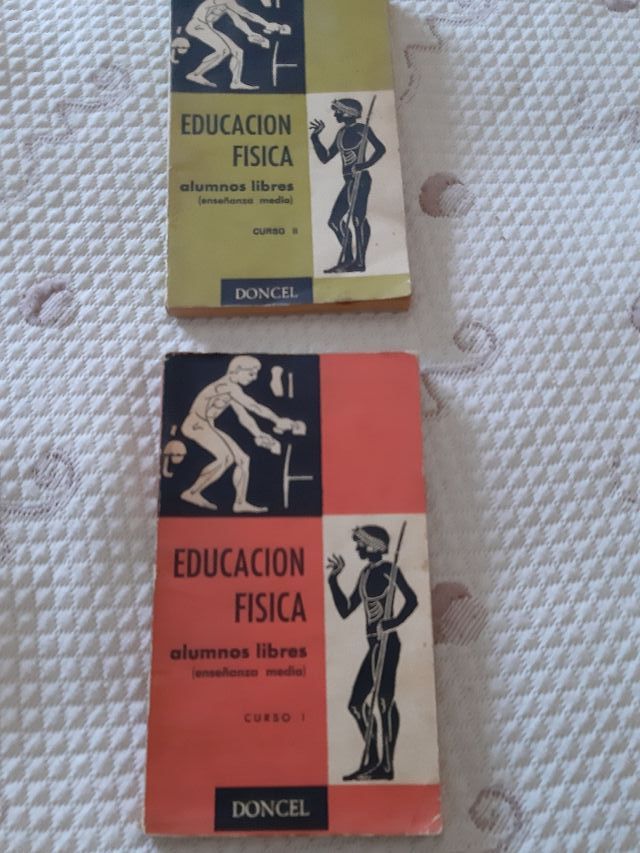 EDUCACION
FISICA
alumnos libres
(enseñanza media)
CURSO II
DONCEL
EDUCACION
FISICA
alumnos libres
(enseñanza media)
CURSO I
DONCEL